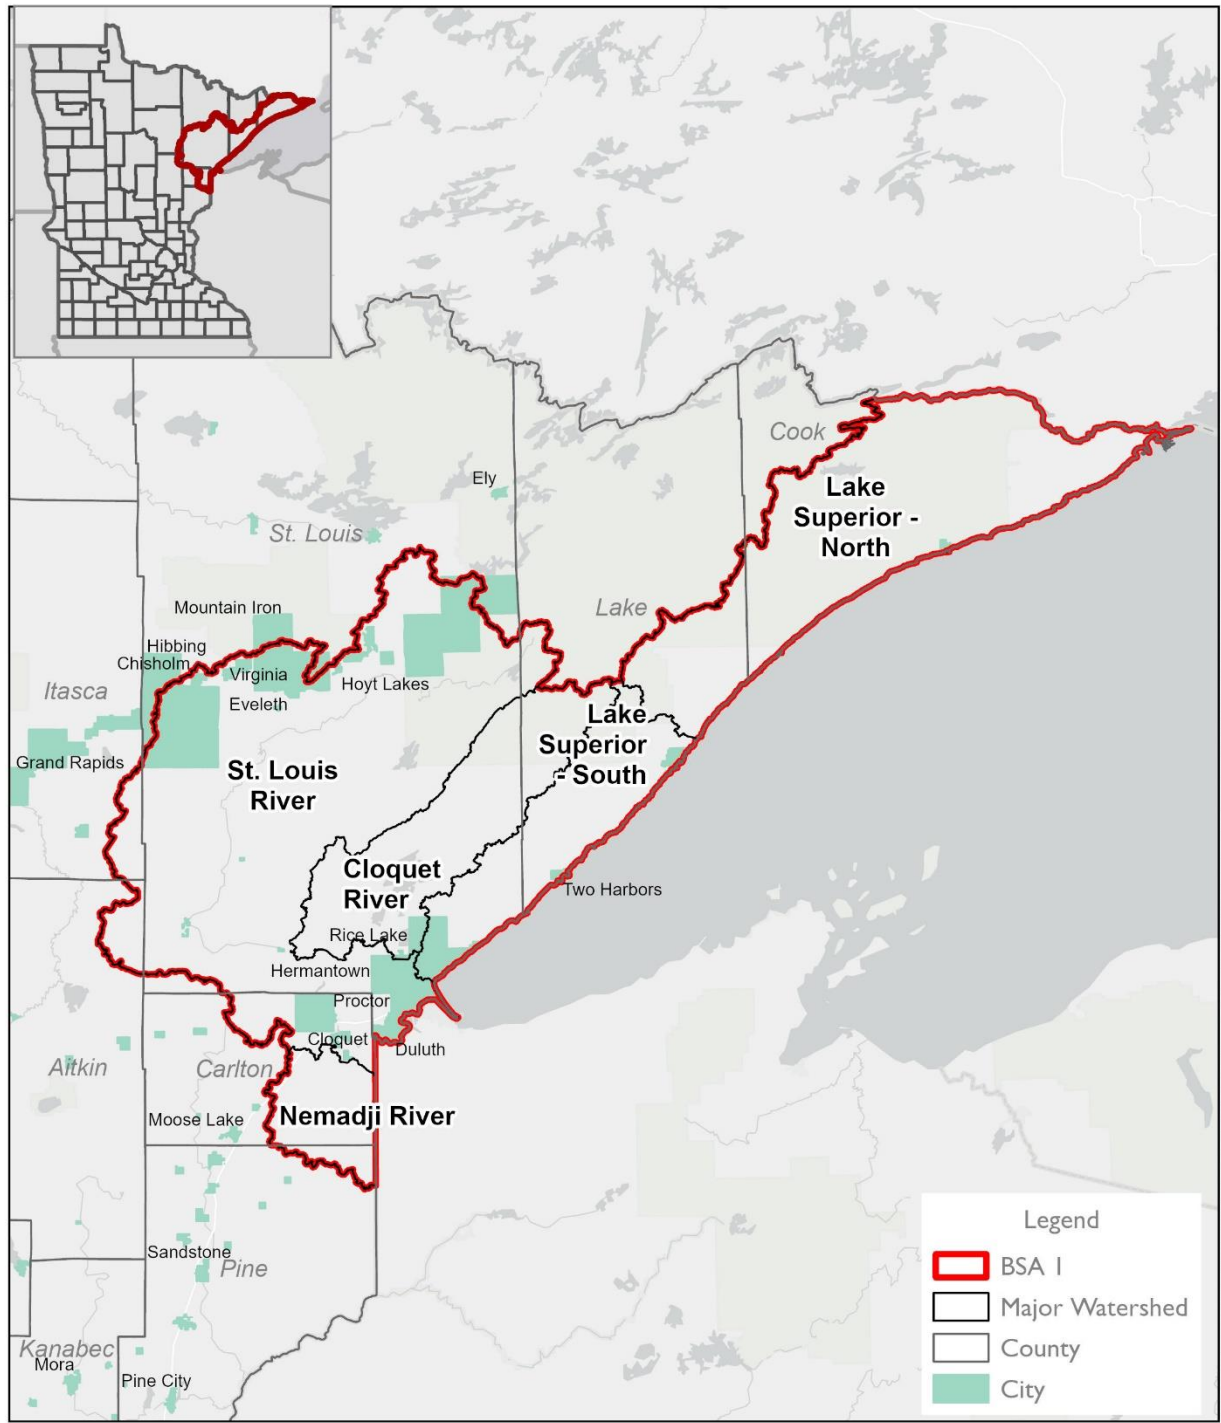 Cook
Lake
Superior -
North
Ely
St. Louis
Lake
Mountain Iron
Hibbing
Chisholm
Virginia
Hoyt Lakes
Itasca
Eveleth
Lake
Superior
- South
Grand Rapids
St. Louis
River
Cloquet
River
Two Harbors
Rice Lake
Hermantown
Proctor
Cloquet
Duluth
Aitkin
Carlton
Moose Lake
Nemadji River
Sandstone
Pine
Kanabec
Mora
Pine City
Legend
BSA 1
Major Watershed
County
City